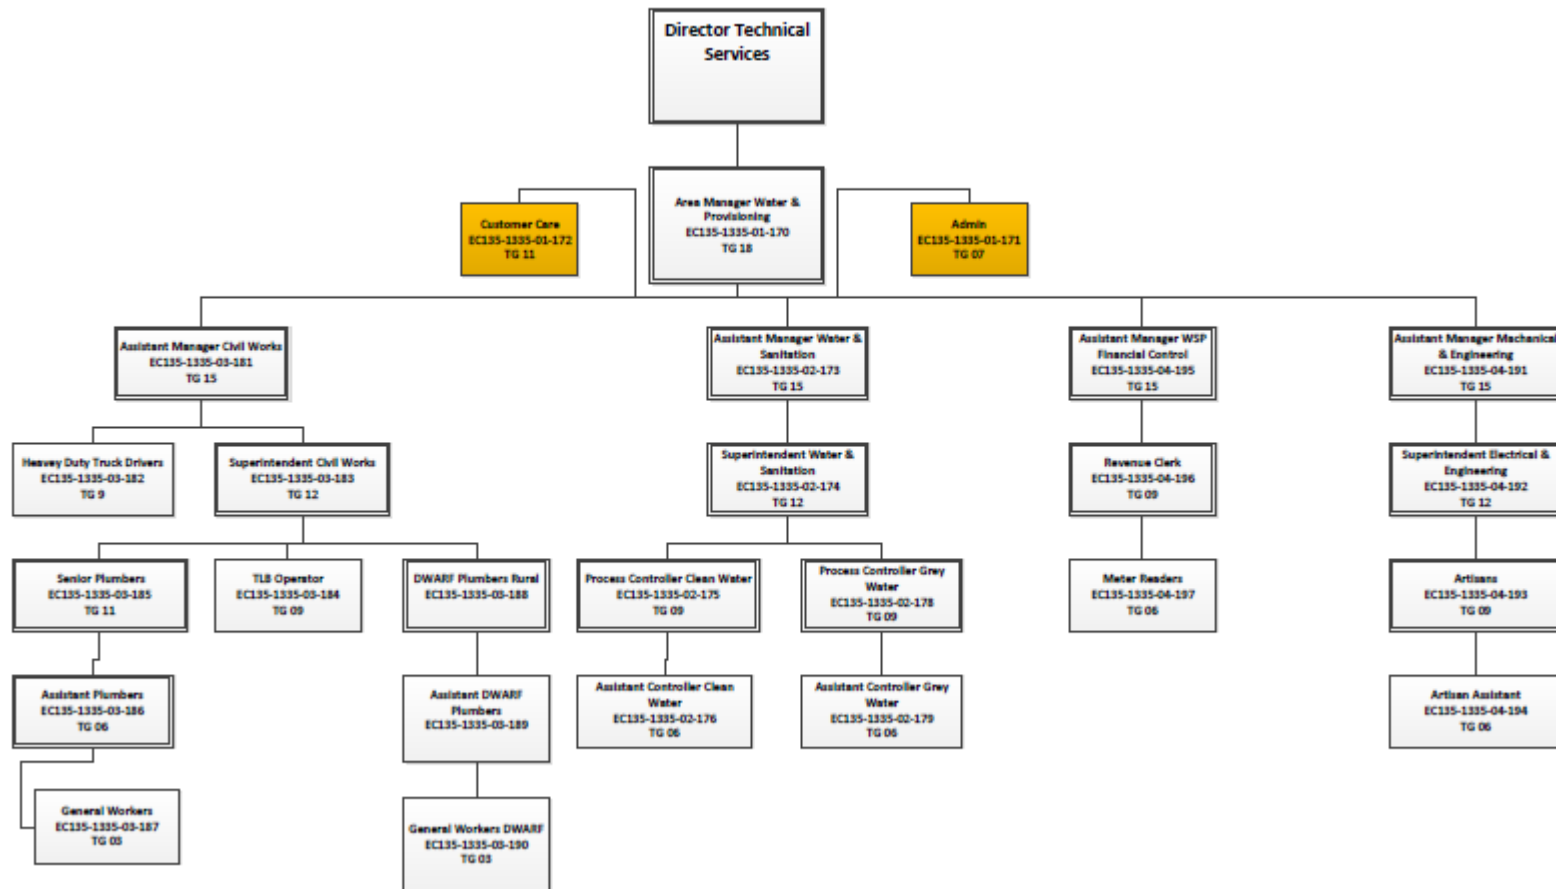 Director Technical
Services
Area Manager Water &
Provisioning
EC135-1335-01-170
TG 18
Customer Care
EC135-1335-01-172
TG 11
Admin
EC135-1335-01-171
TG 07
Assistant Manager Civil Works
EC135-1335-03-181
TG 15
Assistant Manager Water &
Sanitation
EC135-1335-02-173
TG 15
Assistant Manager WSP
Financial Control
EC135-1335-04-195
TG 15
Assistant Manager Machanical
& Engineering
EC135-1335-04-191
TG 15
Heavey Duty Truck Drivers
EC135-1335-03-182
TG 9
Superintendent Civil Works
EC135-1335-03-183
TG 12
Superintendent Water &
Sanitation
EC135-1335-02-174
TG 12
Revenue Clerk
EC135-1335-04-196
TG 09
Superintendent Electrical &
Engineering
EC135-1335-04-192
TG 12
Senior Plumbers
EC135-1335-03-185
TG 11
TLB Operator
EC135-1335-03-184
TG 09
DWARF Plumbers Rural
EC135-1335-03-188
Process Controller Clean Water
EC135-1335-02-175
TG 09
Process Controller Grey
Water
EC135-1335-02-178
TG 09
Meter Readers
EC135-1335-04-197
TG 06
Artisans
EC135-1335-04-193
TG 09
Assistant Plumbers
EC135-1335-03-186
TG 06
Assistant DWARF
Plumbers
EC135-1335-03-189
Assistant Controller Clean
Water
EC135-1335-02-176
TG 06
Assistant Controller Grey
Water
EC135-1335-02-179
TG 06
Artisan Assistant
EC135-1335-04-194
TG 06
General Workers
EC135-1335-03-187
TG 03
General Workers DWARF
EC135-1335-03-190
TG 03